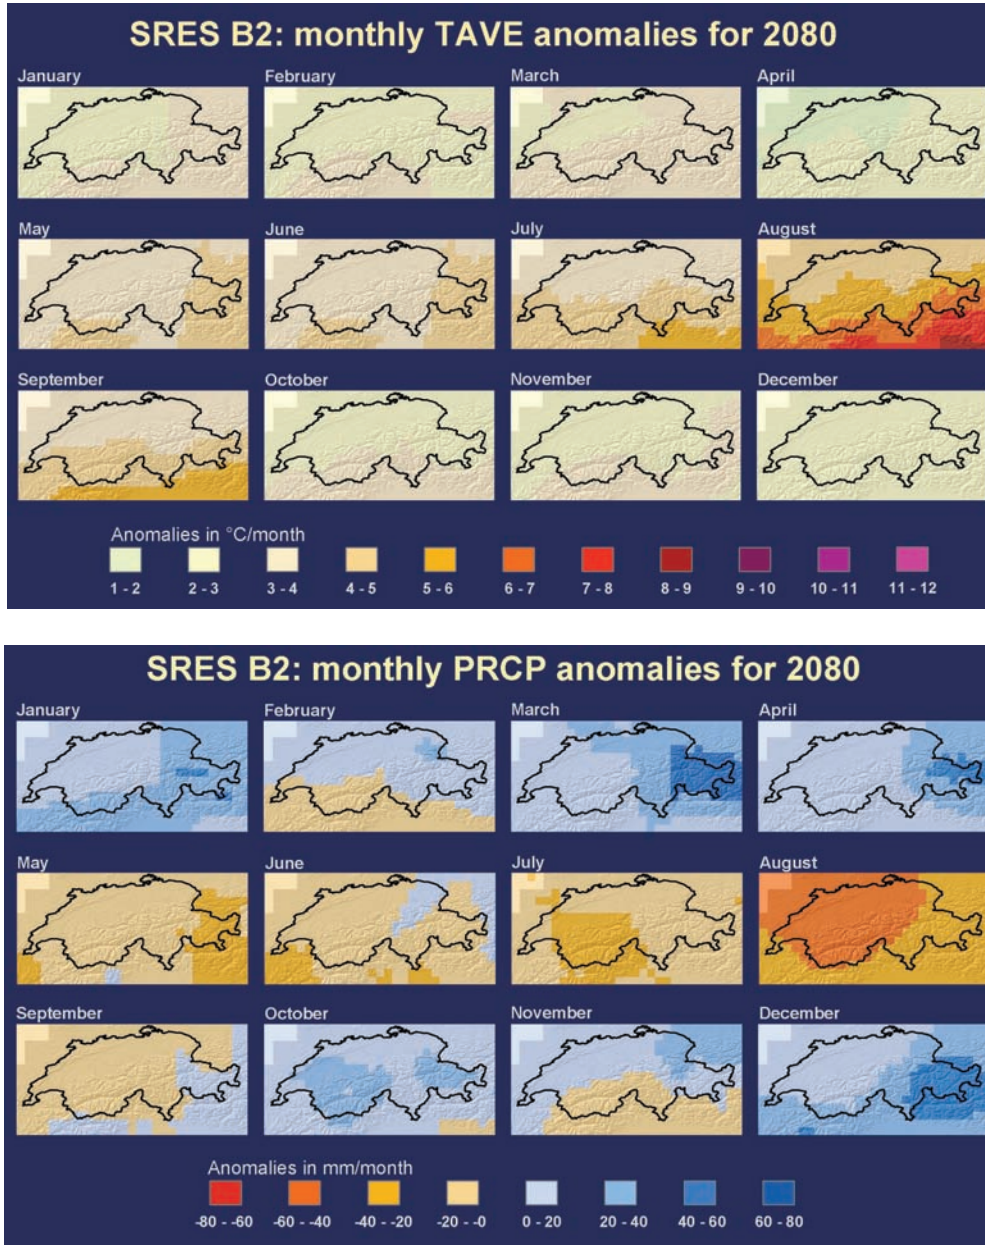 SRES B2: monthly TAVE anomalies for 2080
January February March April
May June July August
September October November December
Anomalies in °C/month
1 - 2 2 - 3 3 - 4 4 - 5 5 - 6 6 - 7 7 - 8 8 - 9 9 - 10 10 - 11 11 - 12
SRES B2: monthly PRCP anomalies for 2080
January February March April
May June July August
September October November December
Anomalies in mm/month
-80 - -60 -60 - -40 -40 - -20 -20 - -0 0 - 20 20 - 40 40 - 60 60 - 80